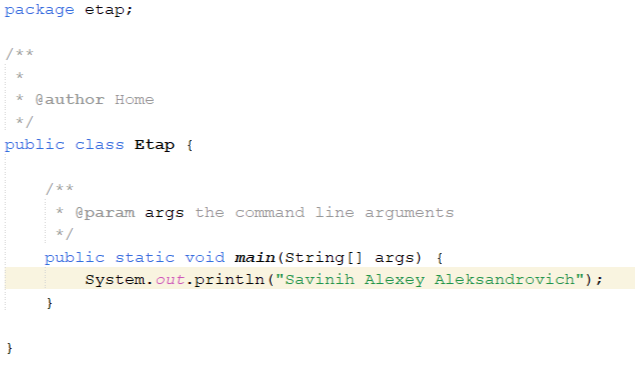 package etap;
/**
 *
 * @author Home
 */
public class Etap {
    /**
     * @param args the command line arguments
     */
    public static void main(String[] args) {
        System.out.println("Savinih Alexey Aleksandrovich");
    }
}